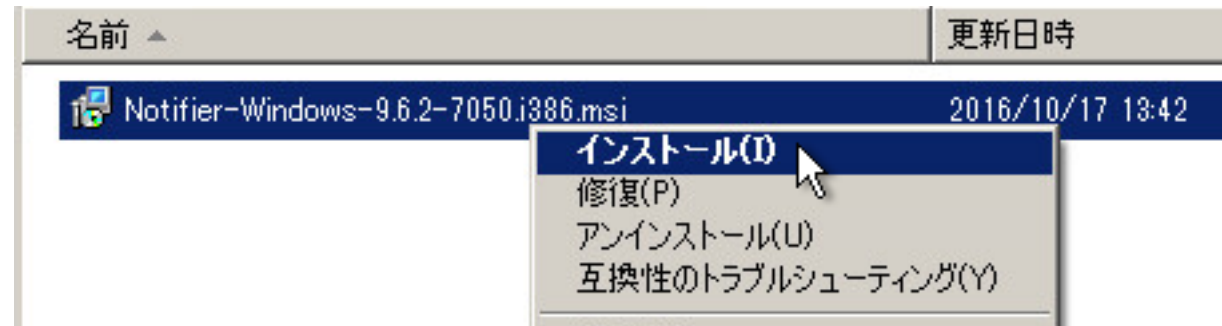 名前
更新日時
Notifier-Windows-9.6.2-7050.i386.msi
2016/10/17 13:42
インストール(I)
修復(P)
アンインストール(U)
互換性のトラブルシューティング(Y)